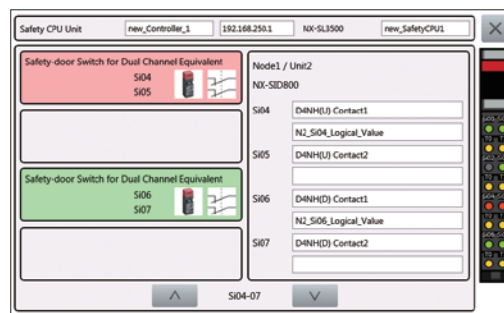 Safety CPU Unit new_Controller_1 192.168.250.1 NX-SL3500 new_SafetyCPU1
Safety-door Switch for Dual Channel Equivalent
Si04
Si05
Safety-door Switch for Dual Channel Equivalent
Si06
Si07
Node1 / Unit2
NX-SID800
Si04 D4NH(U) Contact1
N2_Si04_Logical_Value
Si05 D4NH(U) Contact2
Si06 D4NH(D) Contact1
N2_Si06_Logical_Value
Si07 D4NH(D) Contact2
Si04-07